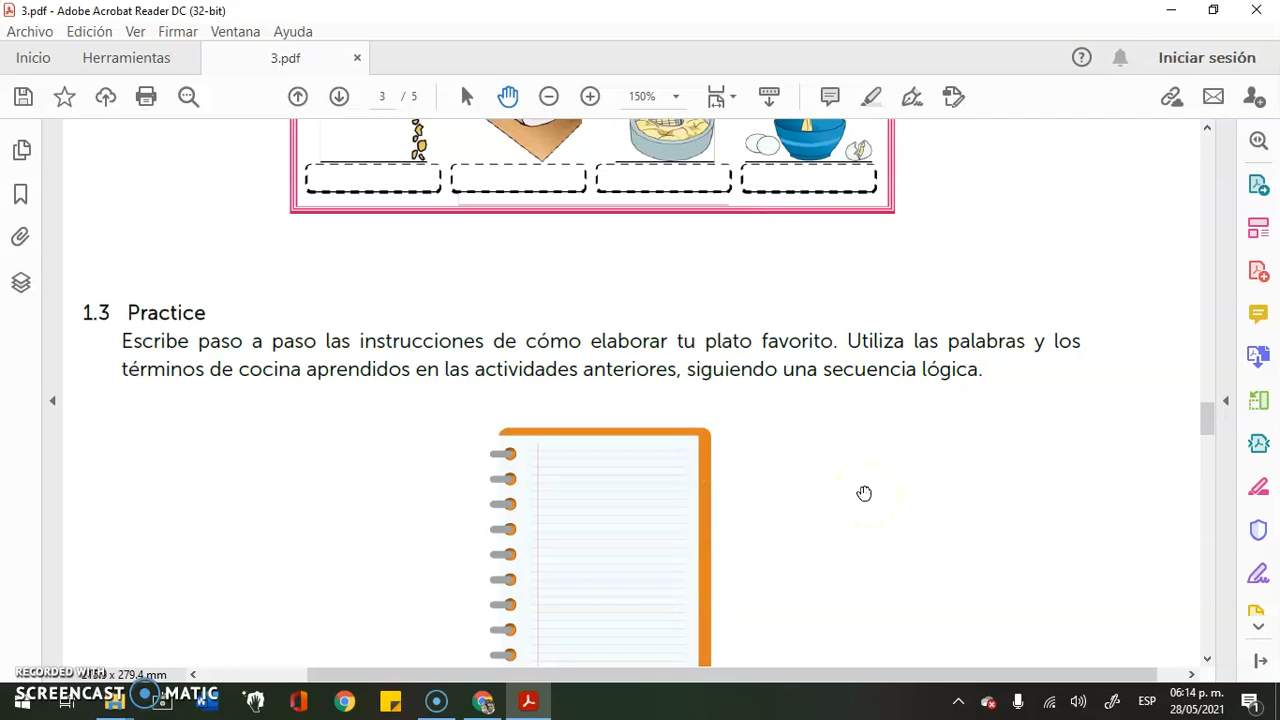 3.pdf - Adobe Acrobat Reader DC (32-bit)
Archivo Edición Ver Firmar Ventana Ayuda
Inicio Herramientas 3.pdf Iniciar sesión
3 / 5 150%
1.3 Practice
Escribe paso a paso las instrucciones de cómo elaborar tu plato favorito. Utiliza las palabras y los
términos de cocina aprendidos en las actividades anteriores, siguiendo una secuencia lógica.
x 279.4 mm
RECORDED WITH
SCREENCAST MATIC
ESP
06:14 p. m.
28/05/2021
1